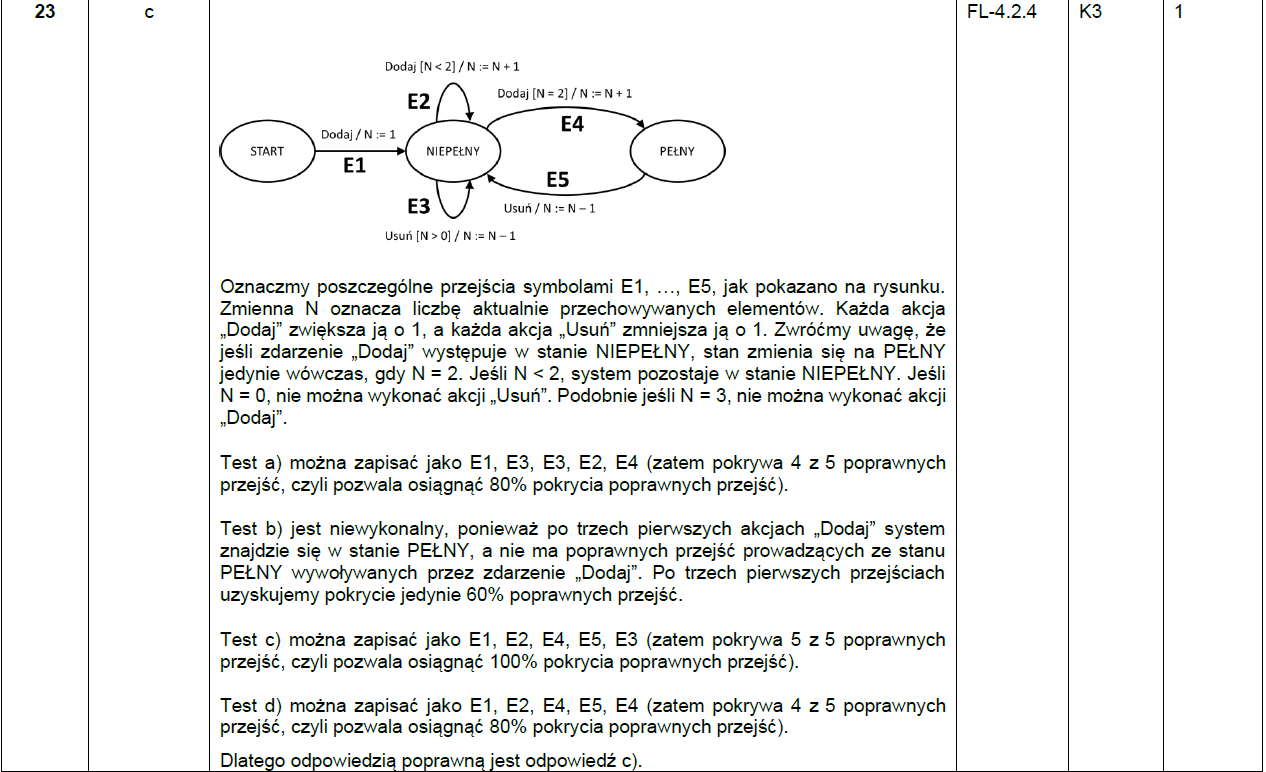 23 c FL-4.2.4 K3 1
Dodaj [N < 2] / N := N + 1
E2
Dodaj [N = 2] / N := N + 1
E4
START
Dodaj / N := 1
E1
NIEPEŁNY
PEŁNY
E5
E3
Usuń / N := N – 1
Usuń [N > 0] / N := N – 1
Oznaczmy poszczególne przejścia symbolami E1, …, E5, jak pokazano na rysunku.
Zmienna N oznacza liczbę aktualnie przechowywanych elementów. Każda akcja
„Dodaj” zwiększa ją o 1, a każda akcja „Usuń” zmniejsza ją o 1. Zwróćmy uwagę, że
jeśli zdarzenie „Dodaj” występuje w stanie NIEPEŁNY, stan zmienia się na PEŁNY
jedynie wówczas, gdy N = 2. Jeśli N < 2, system pozostaje w stanie NIEPEŁNY. Jeśli
N = 0, nie można wykonać akcji „Usuń”. Podobnie jeśli N = 3, nie można wykonać akcji
„Dodaj”.
Test a) można zapisać jako E1, E3, E3, E2, E4 (zatem pokrywa 4 z 5 poprawnych
przejść, czyli pozwala osiągnąć 80% pokrycia poprawnych przejść).
Test b) jest niewykonalny, ponieważ po trzech pierwszych akcjach „Dodaj” system
znajdzie się w stanie PEŁNY, a nie ma poprawnych przejść prowadzących ze stanu
PEŁNY wywoływanych przez zdarzenie „Dodaj”. Po trzech pierwszych przejściach
uzyskujemy pokrycie jedynie 60% poprawnych przejść.
Test c) można zapisać jako E1, E2, E4, E5, E3 (zatem pokrywa 5 z 5 poprawnych
przejść, czyli pozwala osiągnąć 100% pokrycia poprawnych przejść).
Test d) można zapisać jako E1, E2, E4, E5, E4 (zatem pokrywa 4 z 5 poprawnych
przejść, czyli pozwala osiągnąć 80% pokrycia poprawnych przejść).
Dlatego odpowiedzią poprawną jest odpowiedź c).